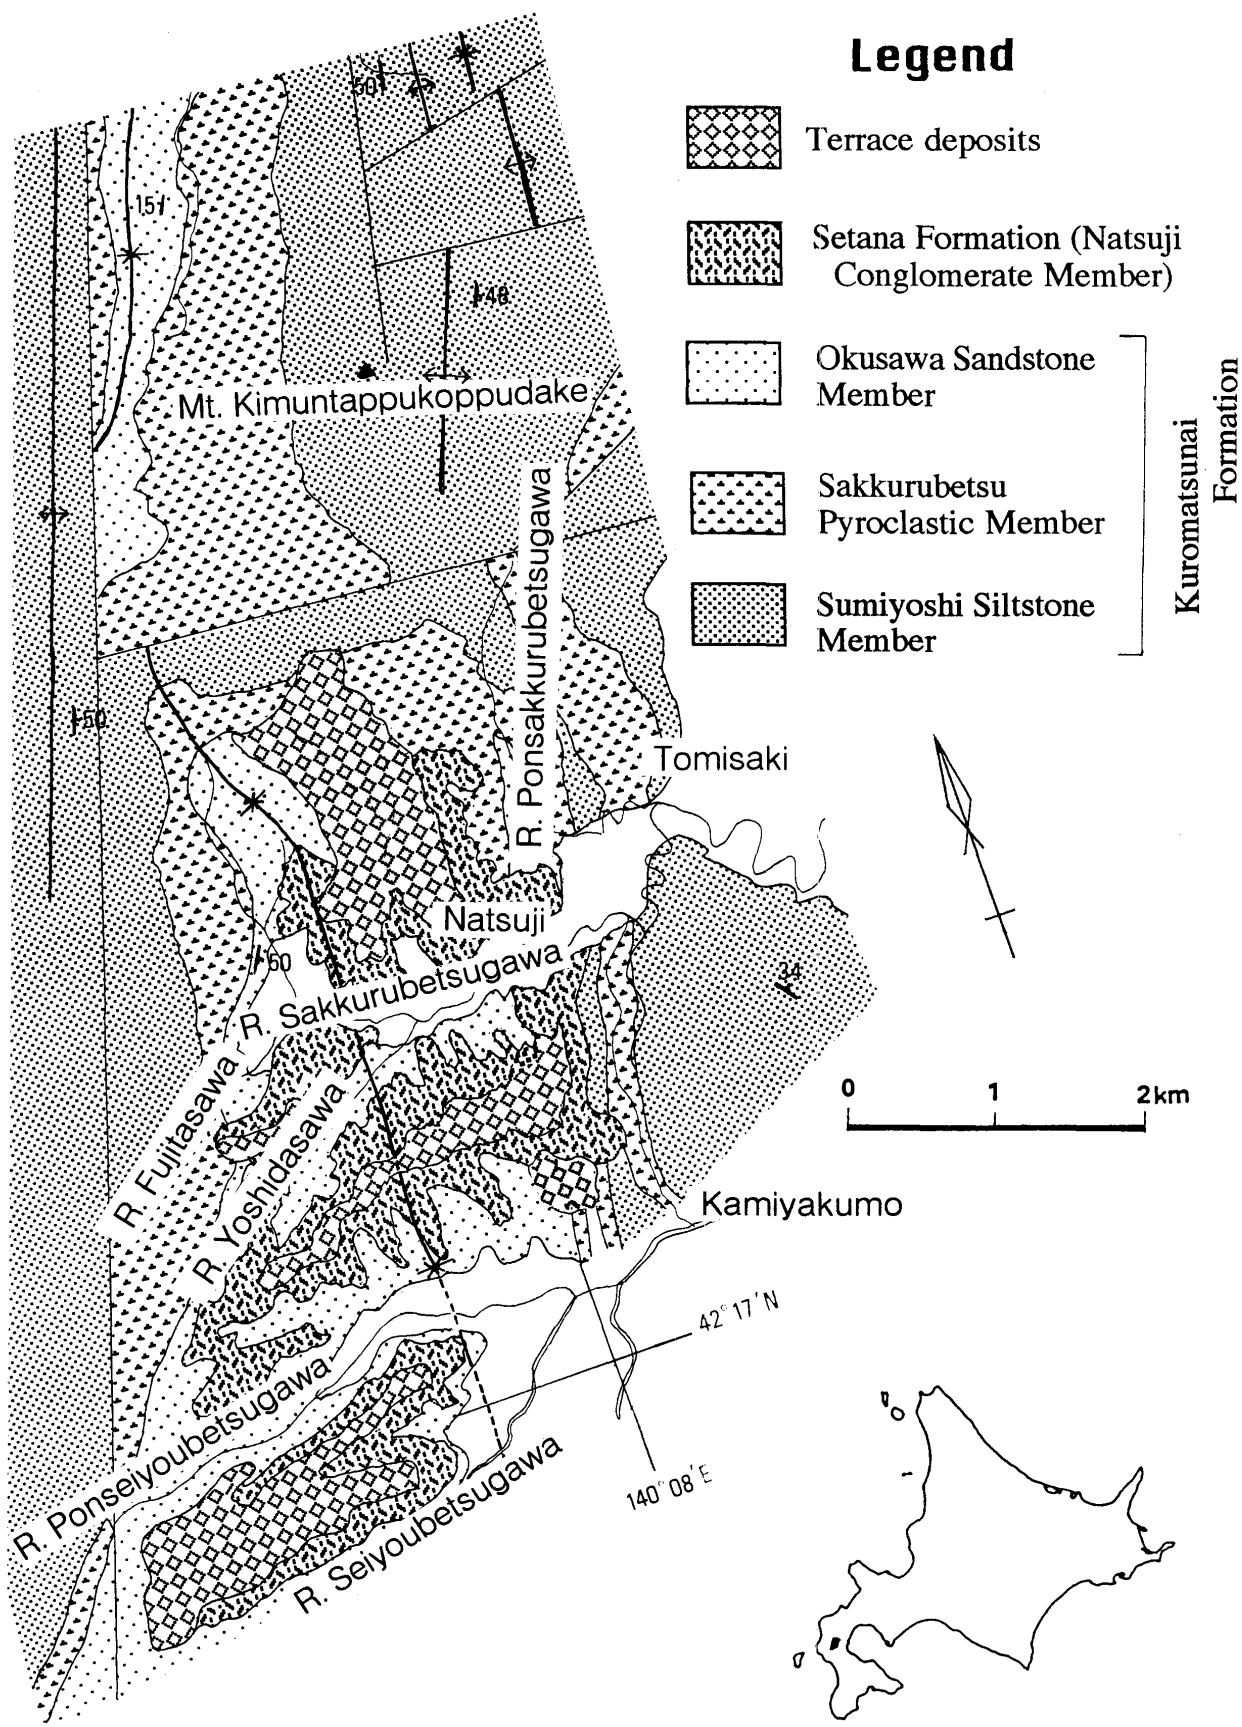 Legend
Terrace deposits
Setana Formation (Natsuji
Conglomerate Member)
Okusawa Sandstone
Member
Sakkurubetsu
Pyroclastic Member
Sumiyoshi Siltstone
Member
Kuromatsunai
Formation
50
15
48
Mt. Kimuntappukoppudake
R. Ponsakkurubetsugawa
50
Tomisaki
Natsuji
60
R. Sakkurubetsugawa
34
R. Fujitasawa
R. Yoshidasawa
Kamiyakumo
0 1 2km
42°17'N
140°08'E
R. Ponseiyoubetsugawa
R. Seiyoubetsugawa